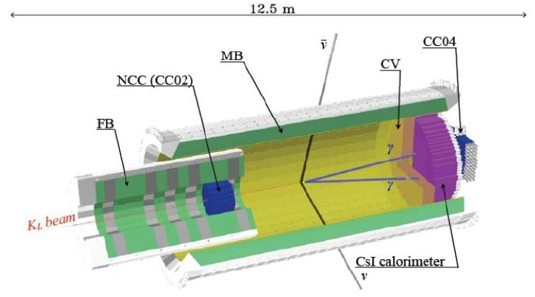 12.5 m
ν̄
CC04
MB
CV
NCC (CC02)
FB
γ
γ
K_L beam
CsI calorimeter
ν